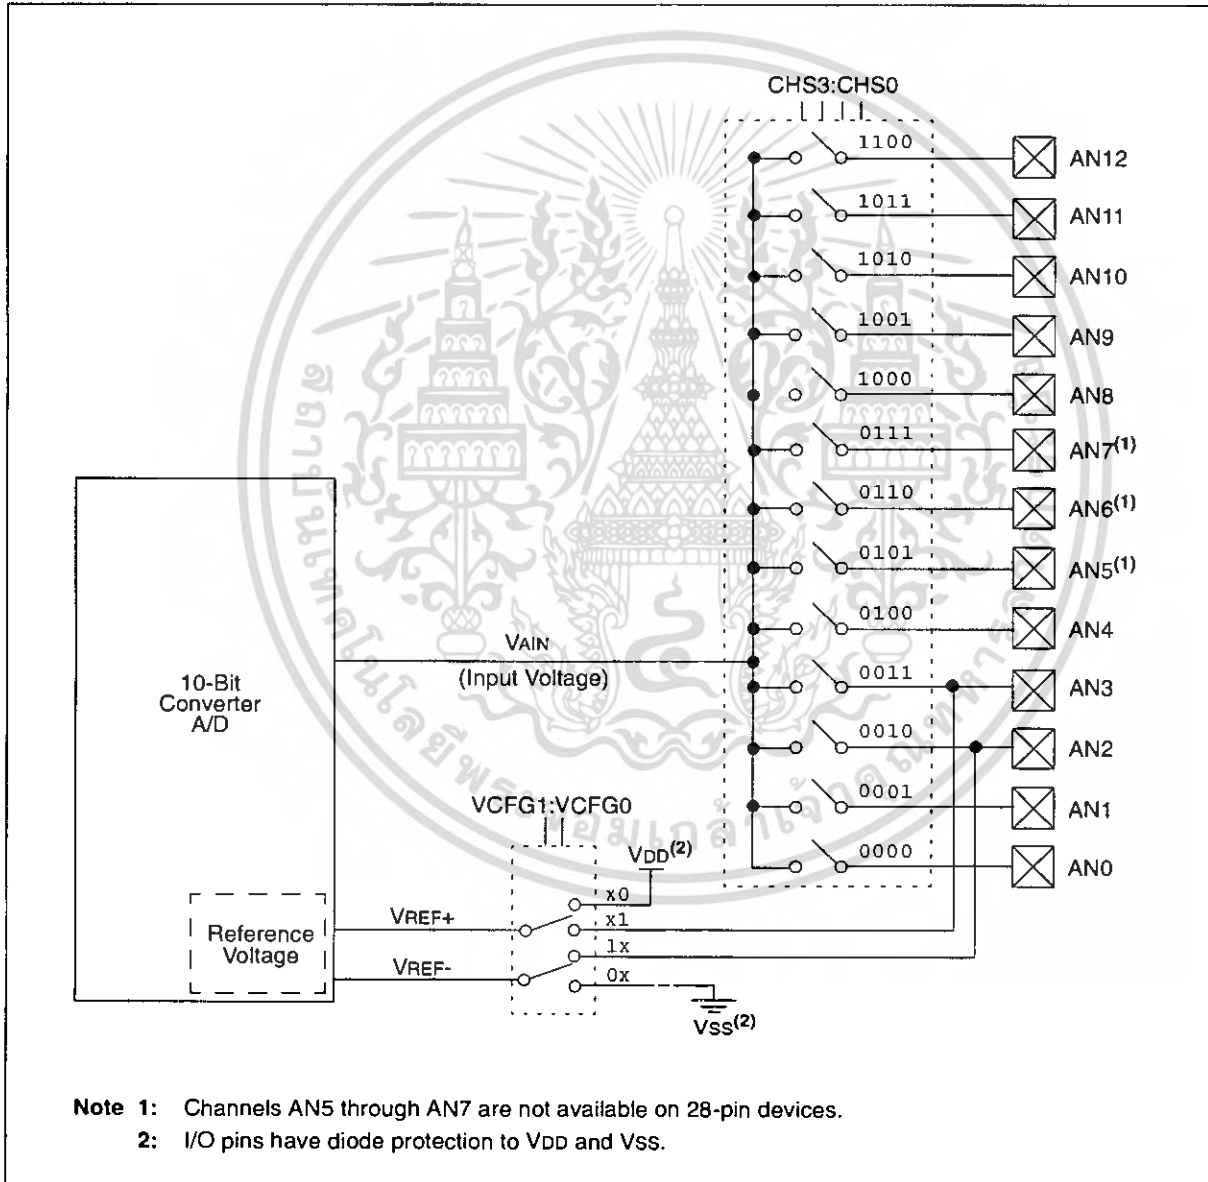 CHS3:CHS0
1100 AN12
1011 AN11
1010 AN10
1001 AN9
1000 AN8
0111 AN7(1)
0110 AN6(1)
0101 AN5(1)
0100 AN4
VAIN
(Input Voltage)
10-Bit
Converter
A/D
0011 AN3
0010 AN2
0001 AN1
0000 AN0
VCFG1:VCFG0
VDD(2)
x0
x1
1x
0x
VREF+
VREF-
Reference
Voltage
VSS(2)
Note 1: Channels AN5 through AN7 are not available on 28-pin devices.
2: I/O pins have diode protection to VDD and VSS.